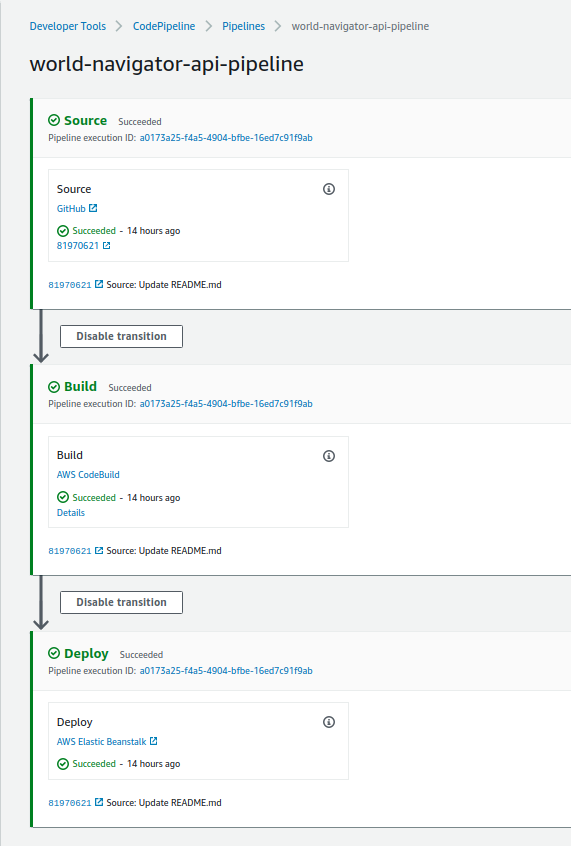 Developer Tools > CodePipeline > Pipelines > world-navigator-api-pipeline
world-navigator-api-pipeline
Source Succeeded
Pipeline execution ID: a0173a25-f4a5-4904-bfbe-16ed7c91f9ab
Source
GitHub
Succeeded - 14 hours ago
81970621
81970621 Source: Update README.md
Disable transition
Build Succeeded
Pipeline execution ID: a0173a25-f4a5-4904-bfbe-16ed7c91f9ab
Build
AWS CodeBuild
Succeeded - 14 hours ago
Details
81970621 Source: Update README.md
Disable transition
Deploy Succeeded
Pipeline execution ID: a0173a25-f4a5-4904-bfbe-16ed7c91f9ab
Deploy
AWS Elastic Beanstalk
Succeeded - 14 hours ago
81970621 Source: Update README.md